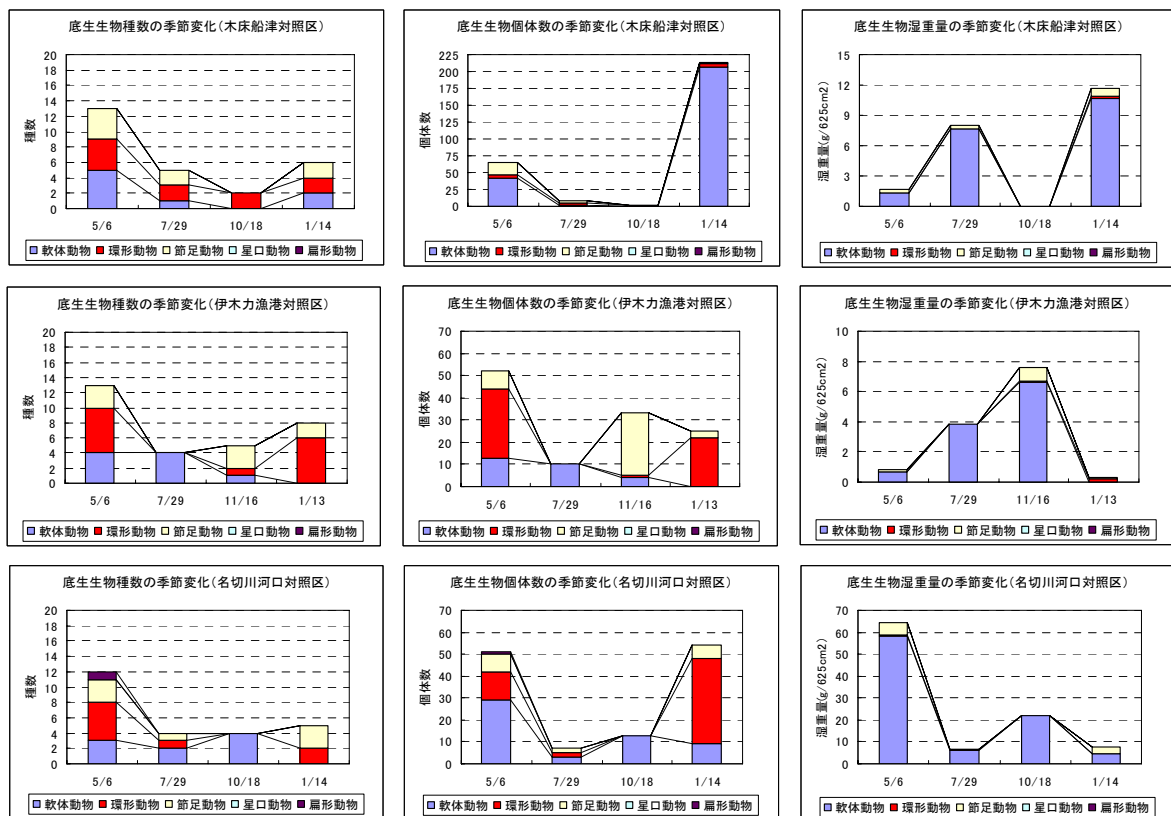 底生生物種数の季節変化(木床船津対照区)
種数
20
18
16
14
12
10
8
6
4
2
0
5/6 7/29 10/18 1/14
軟体動物 環形動物 節足動物 星口動物 扁形動物
底生生物個体数の季節変化(木床船津対照区)
個体数
225
200
175
150
125
100
75
50
25
0
5/6 7/29 10/18 1/14
軟体動物 環形動物 節足動物 星口動物 扁形動物
底生生物湿重量の季節変化(木床船津対照区)
湿重量(g/625cm2)
15
12
9
6
3
0
5/6 7/29 10/18 1/14
軟体動物 環形動物 節足動物 星口動物 扁形動物
底生生物種数の季節変化(伊木力漁港対照区)
種数
20
18
16
14
12
10
8
6
4
2
0
5/6 7/29 11/16 1/13
軟体動物 環形動物 節足動物 星口動物 扁形動物
底生生物個体数の季節変化(伊木力漁港対照区)
個体数
70
60
50
40
30
20
10
0
5/6 7/29 11/16 1/13
軟体動物 環形動物 節足動物 星口動物 扁形動物
底生生物湿重量の季節変化(伊木力漁港対照区)
湿重量(g/625cm2)
10
8
6
4
2
0
5/6 7/29 11/16 1/13
軟体動物 環形動物 節足動物 星口動物 扁形動物
底生生物種数の季節変化(名切川河口対照区)
種数
20
18
16
14
12
10
8
6
4
2
0
5/6 7/29 10/18 1/14
軟体動物 環形動物 節足動物 星口動物 扁形動物
底生生物個体数の季節変化(名切川河口対照区)
個体数
70
60
50
40
30
20
10
0
5/6 7/29 10/18 1/14
軟体動物 環形動物 節足動物 星口動物 扁形動物
底生生物湿重量の季節変化(名切川河口対照区)
湿重量(g/625cm2)
70
60
50
40
30
20
10
0
5/6 7/29 10/18 1/14
軟体動物 環形動物 節足動物 星口動物 扁形動物